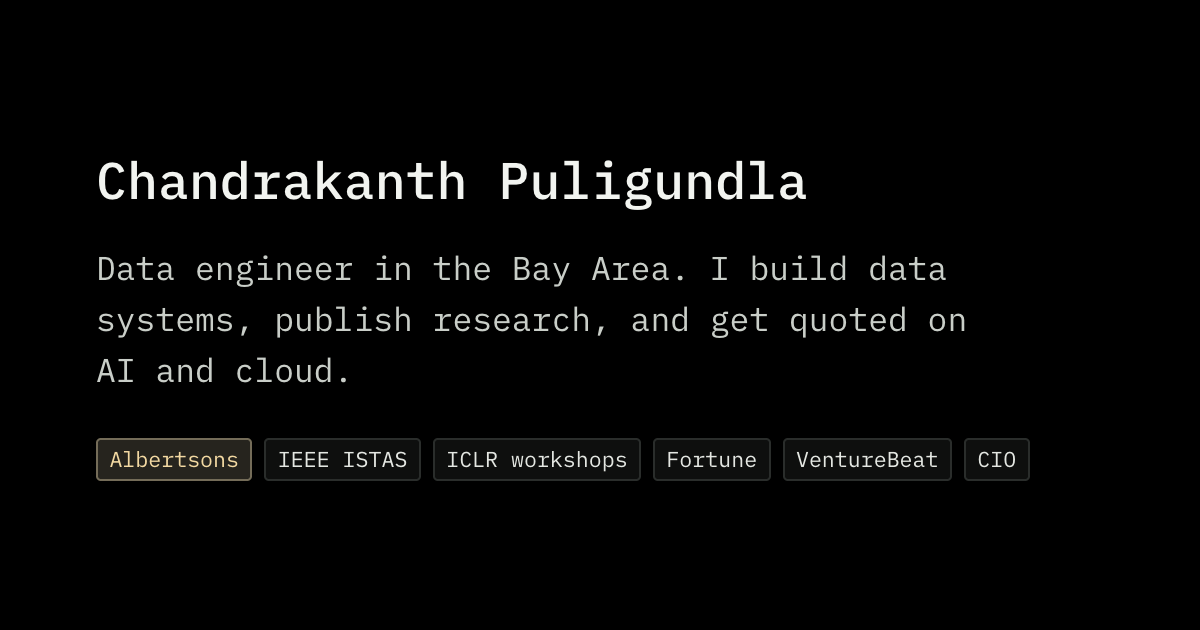 Chandrakanth Puligundla
Data engineer in the Bay Area. I build data
systems, publish research, and get quoted on
AI and cloud.
Albertsons IEEE ISTAS ICLR workshops Fortune VentureBeat CIO